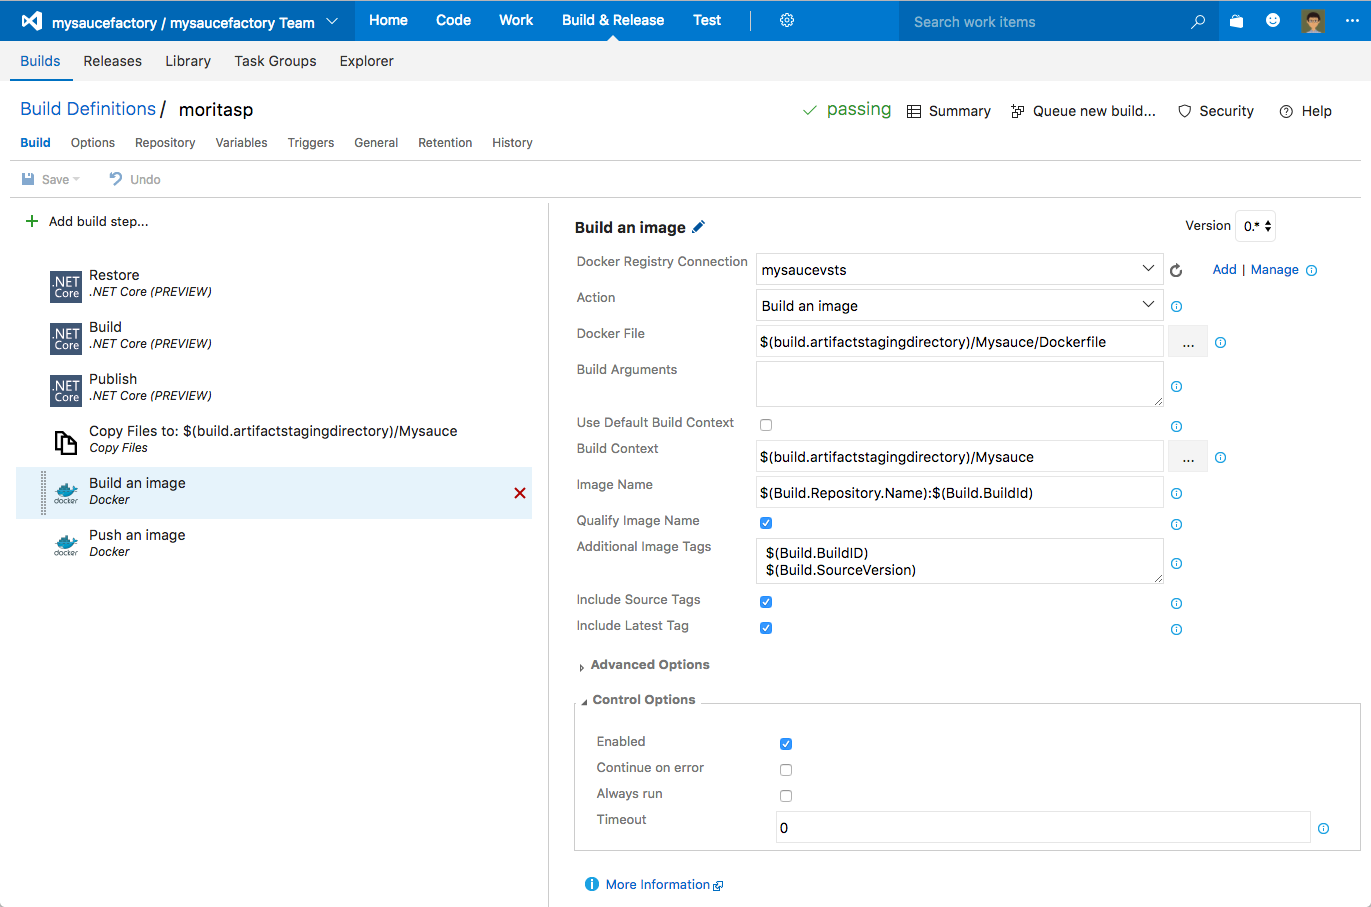 mysaucefactory / mysaucefactory Team
Home Code Work Build & Release Test
Search work items
Builds Releases Library Task Groups Explorer
Build Definitions / moritasp
passing Summary Queue new build... Security Help
Build Options Repository Variables Triggers General Retention History
Save Undo
Add build step...
.NET Core
Restore
.NET Core (PREVIEW)
.NET Core
Build
.NET Core (PREVIEW)
.NET Core
Publish
.NET Core (PREVIEW)
Copy Files to: $(build.artifactstagingdirectory)/Mysauce
Copy Files
docker
Build an image
Docker
docker
Push an image
Docker
Build an image
Version 0.*
Docker Registry Connection mysaucevsts Add | Manage
Action Build an image
Docker File $(build.artifactstagingdirectory)/Mysauce/Dockerfile ...
Build Arguments
Use Default Build Context
Build Context $(build.artifactstagingdirectory)/Mysauce ...
Image Name $(Build.Repository.Name):$(Build.BuildId)
Qualify Image Name
Additional Image Tags $(Build.BuildID)
$(Build.SourceVersion)
Include Source Tags
Include Latest Tag
Advanced Options
Control Options
Enabled
Continue on error
Always run
Timeout 0
More Information